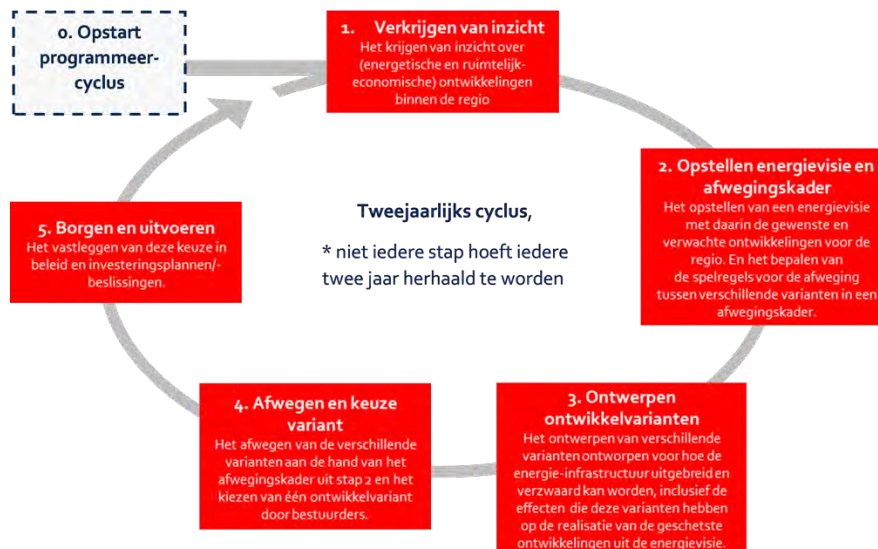 0. Opstart
programmeer-
cyclus
1. Verkrijgen van inzicht
Het krijgen van inzicht over
(energetische en ruimtelijk-
economische) ontwikkelingen
binnen de regio
2. Opstellen energievisie en
afwegingskader
Het opstellen van een energievisie
met daarin de gewenste en
verwachte ontwikkelingen voor de
regio. En het bepalen van
de spelregels voor de afweging
tussen verschillende varianten in een
afwegingskader.
3. Ontwerpen
ontwikkelvarianten
Het ontwerpen van verschillende
varianten ontworpen voor hoe de
energie-infrastructuur uitgebreid en
verzwaard kan worden, inclusief de
effecten die deze varianten hebben
op de realisatie van de geschetste
ontwikkelingen uit de energievisie.
4. Afwegen en keuze
variant
Het afwegen van de verschillende
varianten aan de hand van het
afwegingskader uit stap 2 en het
kiezen van één ontwikkelvariant
door bestuurders.
5. Borgen en uitvoeren
Het vastleggen van deze keuze in
beleid en investeringsplannen/-
beslissingen.
Tweejaarlijks cyclus,
* niet iedere stap hoeft iedere
twee jaar herhaald te worden